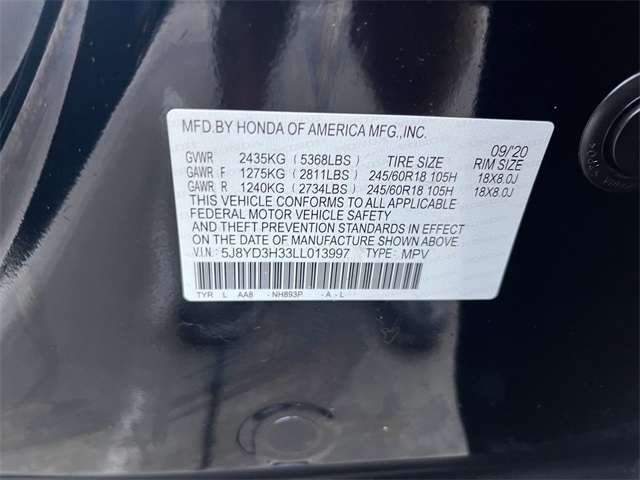 MFD.BY HONDA OF AMERICA MFG.,INC.
09/'20
GVWR 2435KG (5368LBS) TIRE SIZE RIM SIZE
GAWR F 1275KG (2811LBS) 245/60R18 105H 18X8.0J
GAWR R 1240KG (2734LBS) 245/60R18 105H 18X8.0J
THIS VEHICLE CONFORMS TO ALL APPLICABLE
FEDERAL MOTOR VEHICLE SAFETY
AND THEFT PREVENTION STANDARDS IN EFFECT
ON THE DATE OF MANUFACTURE SHOWN ABOVE.
V.I.N.: 5J8YD3H33LL013997 TYPE: MPV
TYR L AA8 -NH893P -A-L